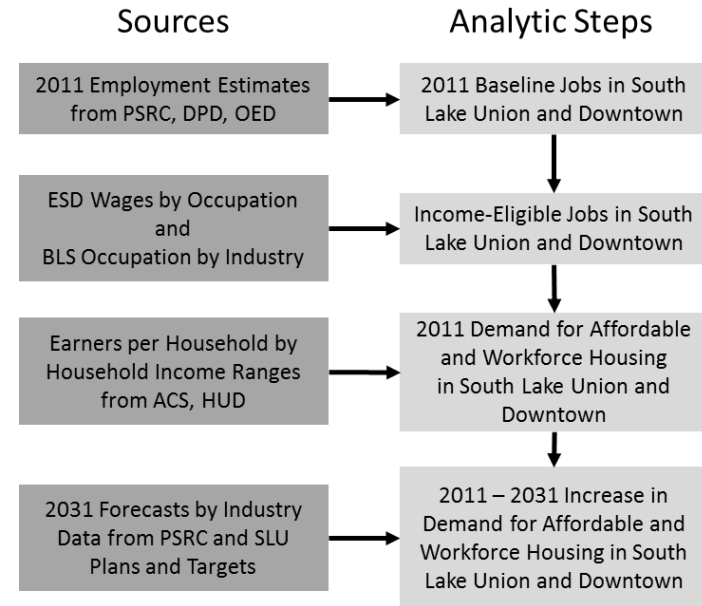 Sources
Analytic Steps
2011 Employment Estimates
from PSRC, DPD, OED
2011 Baseline Jobs in South
Lake Union and Downtown
ESD Wages by Occupation
and
BLS Occupation by Industry
Income-Eligible Jobs in South
Lake Union and Downtown
Earners per Household by
Household Income Ranges
from ACS, HUD
2011 Demand for Affordable
and Workforce Housing
in South Lake Union and
Downtown
2031 Forecasts by Industry
Data from PSRC and SLU
Plans and Targets
2011 – 2031 Increase in
Demand for Affordable and
Workforce Housing in South
Lake Union and Downtown